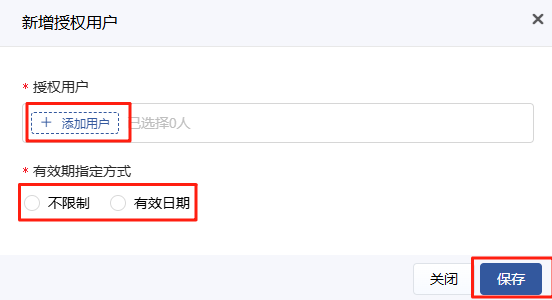 新增授权用户
* 授权用户
+ 添加用户 已选择0人
* 有效期指定方式
不限制 有效日期
关闭 保存